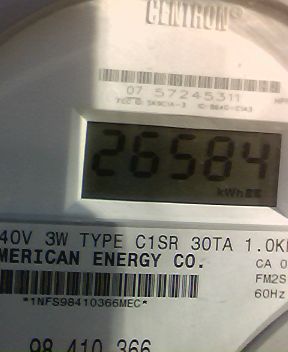 CENTRON®
07 57245311
26584
kWh
40V 3W TYPE C1SR 30TA 1.0K
MERICAN ENERGY CO.
CA 0
FM2S
60Hz
*1NFS98410366MEC*
98 410 366